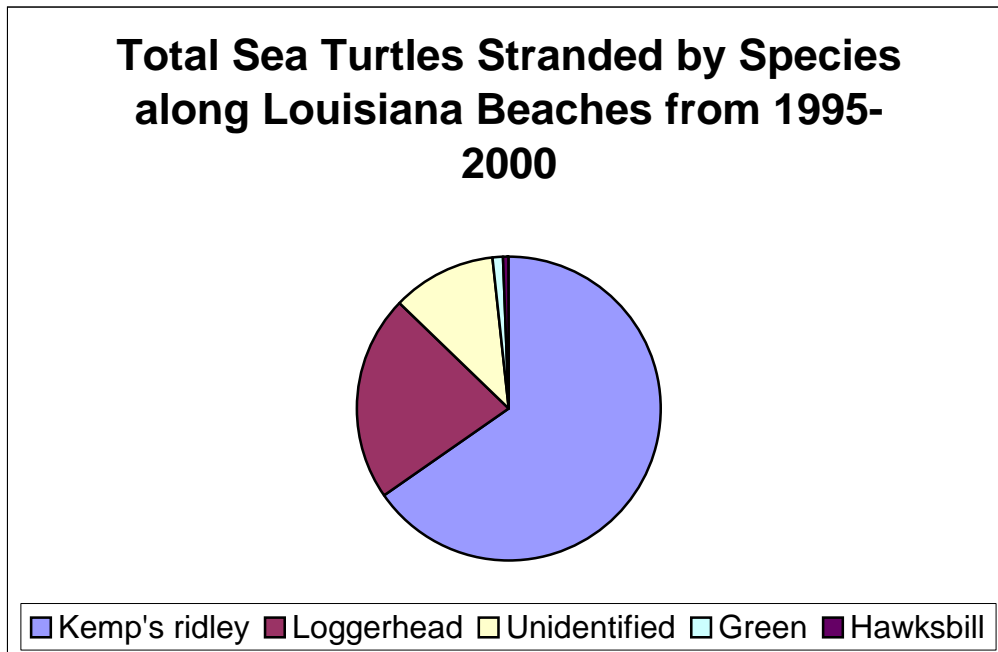 Total Sea Turtles Stranded by Species
along Louisiana Beaches from 1995-
2000
Kemp's ridley Loggerhead Unidentified Green Hawksbill